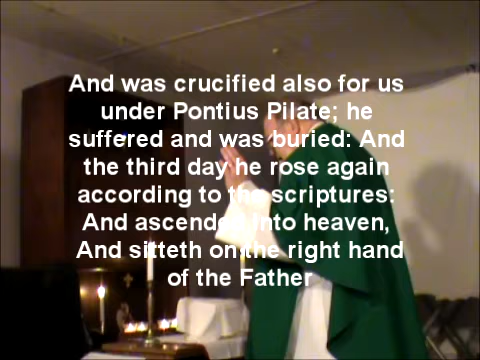 And was crucified also for us
under Pontius Pilate; he
suffered and was buried: And
the third day he rose again
according to the scriptures:
And ascended into heaven,
And sitteth on the right hand
of the Father